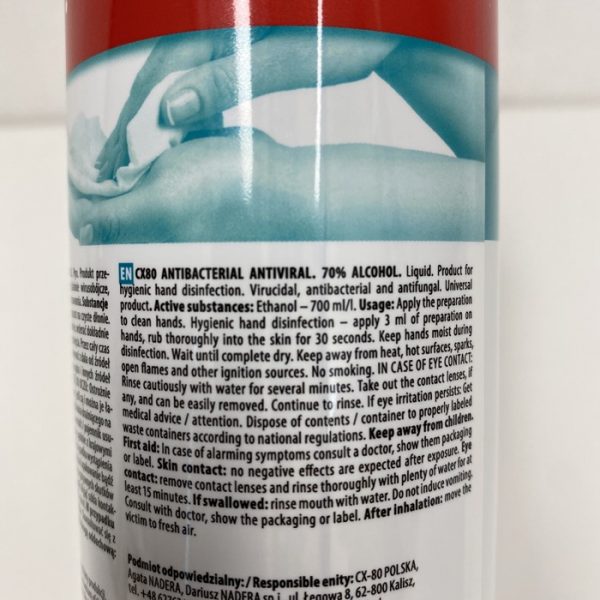 EN CX80 ANTIBACTERIAL ANTIVIRAL. 70% ALCOHOL. Liquid. Product for
hygienic hand disinfection. Virucidal, antibacterial and antifungal. Universal
product. Active substances: Ethanol – 700 ml/l. Usage: Apply the preparation
to clean hands. Hygienic hand disinfection – apply 3 ml of preparation on
hands, rub thoroughly into the skin for 30 seconds. Keep hands moist during
disinfection. Wait until complete dry. Keep away from heat, hot surfaces, sparks,
open flames and other ignition sources. No smoking. IN CASE OF EYE CONTACT:
Rinse cautiously with water for several minutes. Take out the contact lenses, if
any, and can be easily removed. Continue to rinse. If eye irritation persists: Get
medical advice / attention. Dispose of contents / container to properly labeled
waste containers according to national regulations. Keep away from children.
First aid: In case of alarming symptoms consult a doctor, show them packaging
or label. Skin contact: no negative effects are expected after exposure. Eye
contact: remove contact lenses and rinse thoroughly with plenty of water for at
least 15 minutes. If swallowed: rinse mouth with water. Do not induce vomiting.
Consult with doctor, show the packaging or label. After inhalation: move the
victim to fresh air.
Podmiot odpowiedzialny: / Responsible enity: CX-80 POLSKA,
Agata NADERA, Dariusz NADERA sp.j., ul. Łęgowa 8, 62-800 Kalisz,